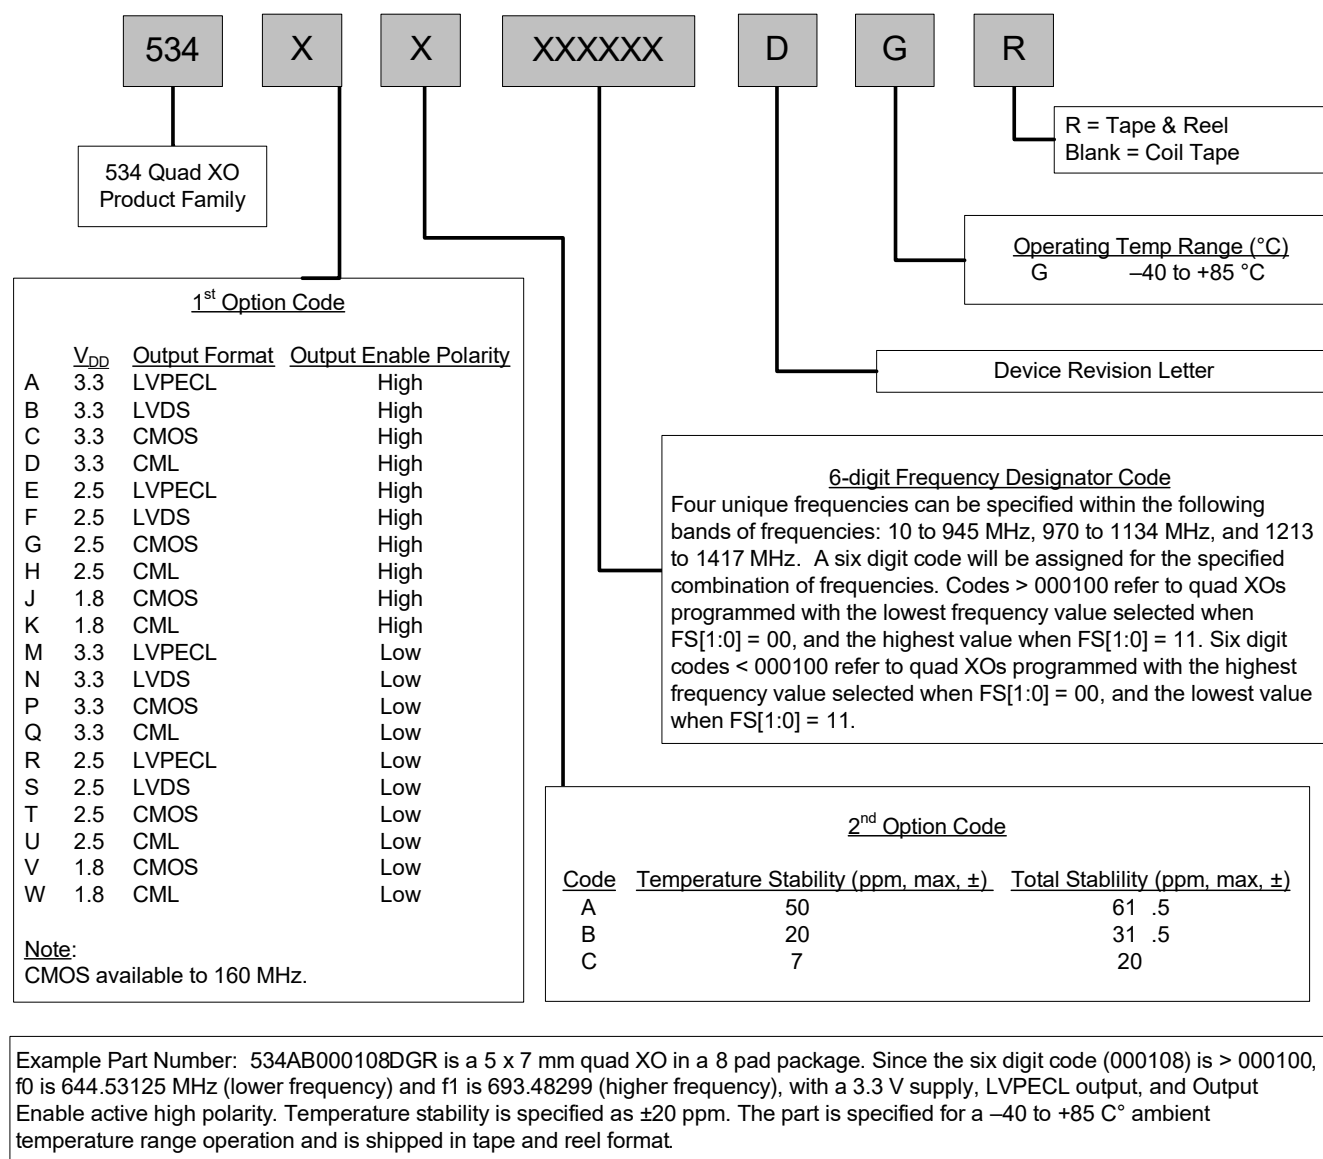 534 X X XXXXXX D G R
R = Tape & Reel
Blank = Coil Tape
534 Quad XO
Product Family
Operating Temp Range (°C)
G –40 to +85 °C
Device Revision Letter
1st Option Code
VDD Output Format Output Enable Polarity
A 3.3 LVPECL High
B 3.3 LVDS High
C 3.3 CMOS High
D 3.3 CML High
E 2.5 LVPECL High
F 2.5 LVDS High
G 2.5 CMOS High
H 2.5 CML High
J 1.8 CMOS High
K 1.8 CML High
M 3.3 LVPECL Low
N 3.3 LVDS Low
P 3.3 CMOS Low
Q 3.3 CML Low
R 2.5 LVPECL Low
S 2.5 LVDS Low
T 2.5 CMOS Low
U 2.5 CML Low
V 1.8 CMOS Low
W 1.8 CML Low
Note:
CMOS available to 160 MHz.
6-digit Frequency Designator Code
Four unique frequencies can be specified within the following
bands of frequencies: 10 to 945 MHz, 970 to 1134 MHz, and 1213
to 1417 MHz. A six digit code will be assigned for the specified
combination of frequencies. Codes > 000100 refer to quad XOs
programmed with the lowest frequency value selected when
FS[1:0] = 00, and the highest value when FS[1:0] = 11. Six digit
codes < 000100 refer to quad XOs programmed with the highest
frequency value selected when FS[1:0] = 00, and the lowest value
when FS[1:0] = 11.
2nd Option Code
Code Temperature Stability (ppm, max, ±) Total Stablility (ppm, max, ±)
A 50 61 .5
B 20 31 .5
C 7 20
Example Part Number: 534AB000108DGR is a 5 x 7 mm quad XO in a 8 pad package. Since the six digit code (000108) is > 000100,
f0 is 644.53125 MHz (lower frequency) and f1 is 693.48299 (higher frequency), with a 3.3 V supply, LVPECL output, and Output
Enable active high polarity. Temperature stability is specified as ±20 ppm. The part is specified for a –40 to +85 C° ambient
temperature range operation and is shipped in tape and reel format.